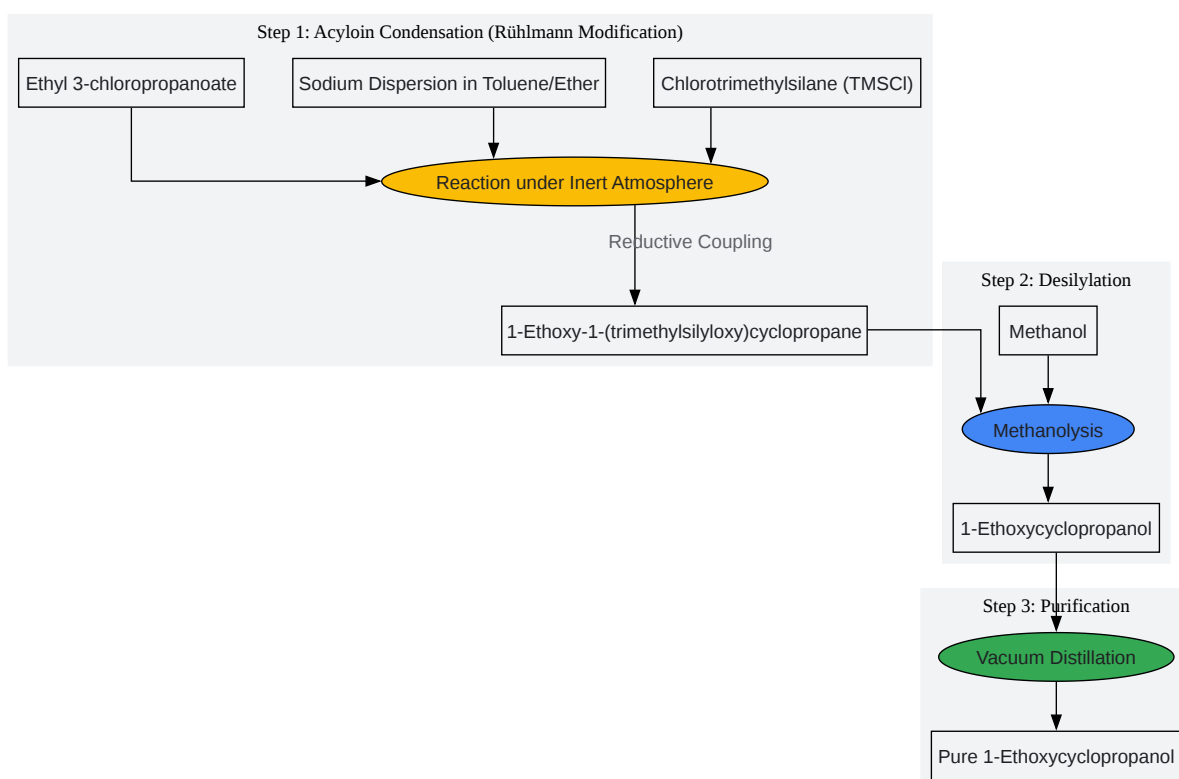 Step 1: Acyloin Condensation (Rühlmann Modification)
Ethyl 3-chloropropanoate
Sodium Dispersion in Toluene/Ether
Chlorotrimethylsilane (TMSCl)
Reaction under Inert Atmosphere
Reductive Coupling
1-Ethoxy-1-(trimethylsilyloxy)cyclopropane
Step 2: Desilylation
Methanol
Methanolysis
1-Ethoxycyclopropanol
Step 3: Purification
Vacuum Distillation
Pure 1-Ethoxycyclopropanol